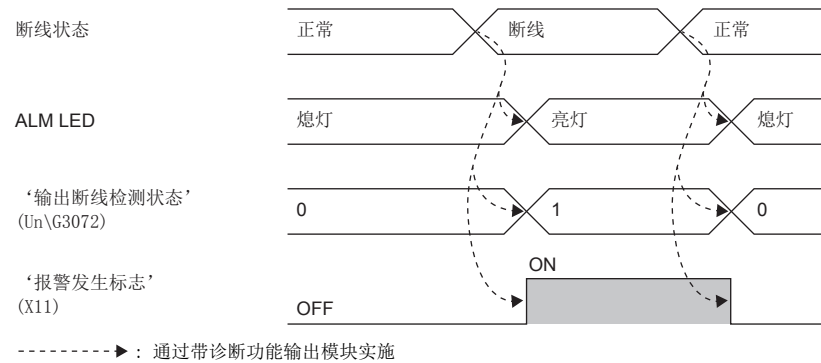 断线状态 正常 断线 正常
ALM LED 熄灯 亮灯 熄灯
‘输出断线检测状态’
(Un\G3072) 0 1 0
‘报警发生标志’
(X11) OFF ON
: 通过带诊断功能输出模块实施